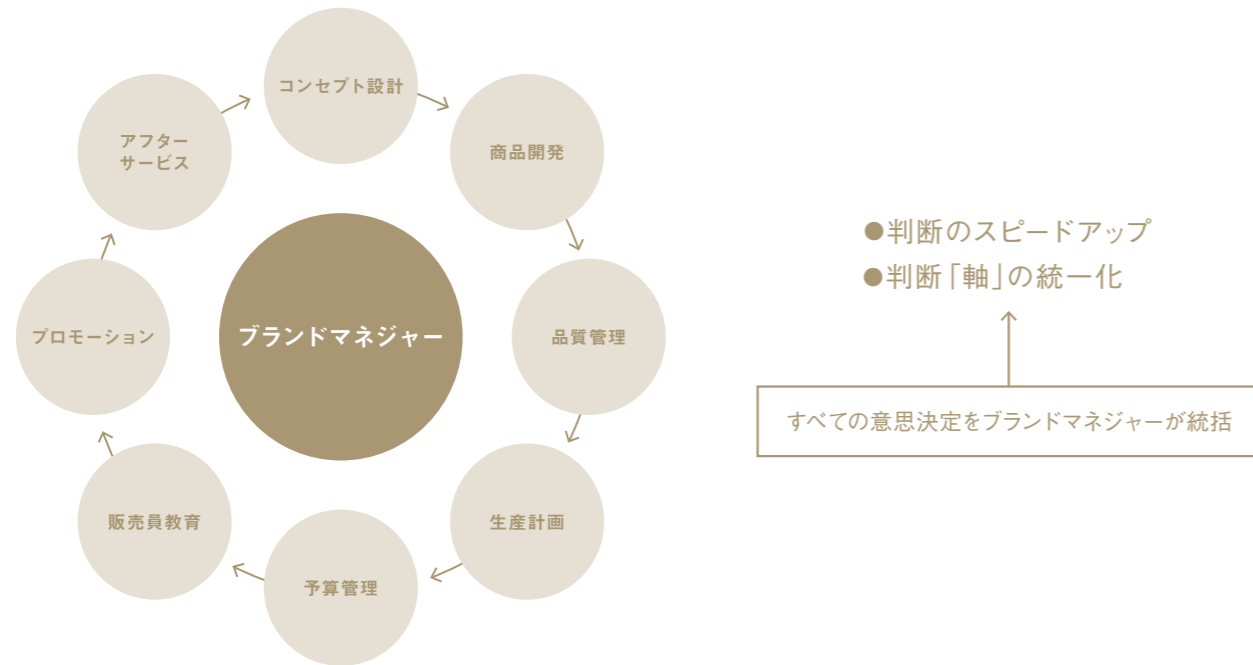 コンセプト設計
商品開発
品質管理
生産計画
予算管理
販売員教育
プロモーション
アフター
サービス
ブランドマネジャー
●判断のスピードアップ
●判断「軸」の統一化
すべての意思決定をブランドマネジャーが統括